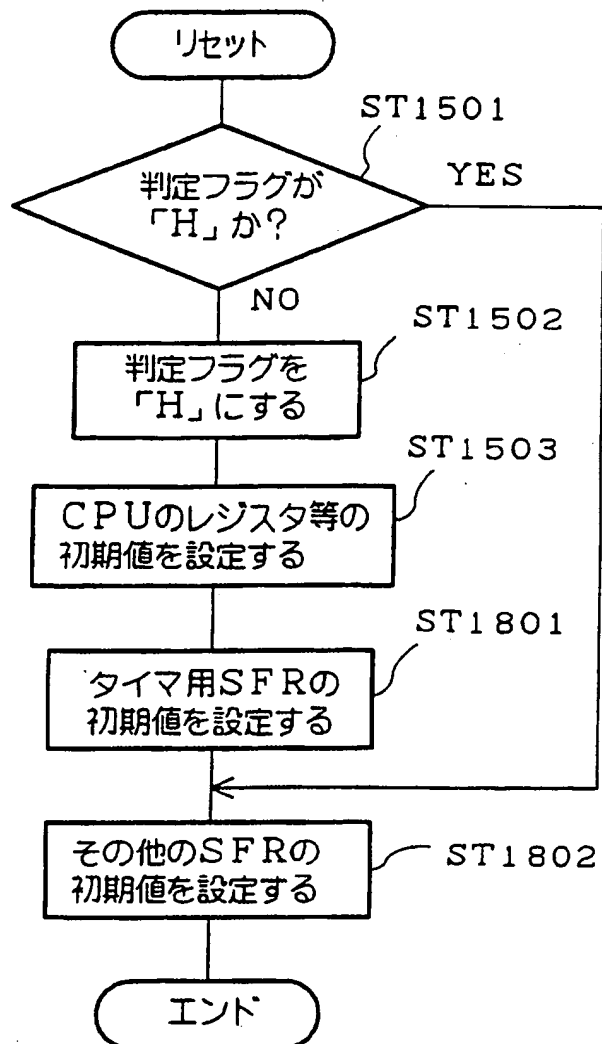 リセット
ST1501
判定フラグが
「H」か?
YES
NO
ST1502
判定フラグを
「H」にする
ST1503
CPUのレジスタ等の
初期値を設定する
ST1801
タイマ用SFRの
初期値を設定する
その他のSFRの
初期値を設定する
ST1802
エンド